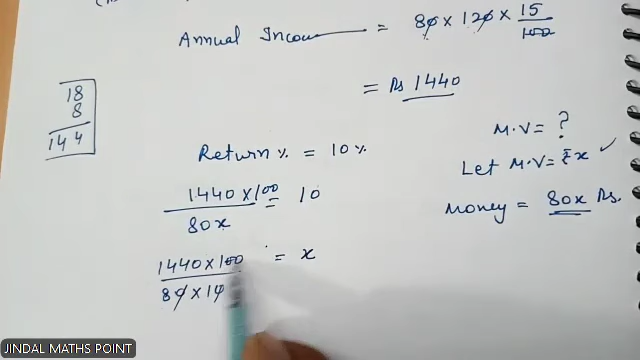 Annual Incom = 80 x 120 x 15/100
= Rs 1440
18
8
144
M.V = ?
Return % = 10%
Let M.V = ₹x ✓
1440 x 100 / 80x = 10
Money = 80x Rs.
1440 x 100 / 80 x 10 = x
JINDAL MATHS POINT